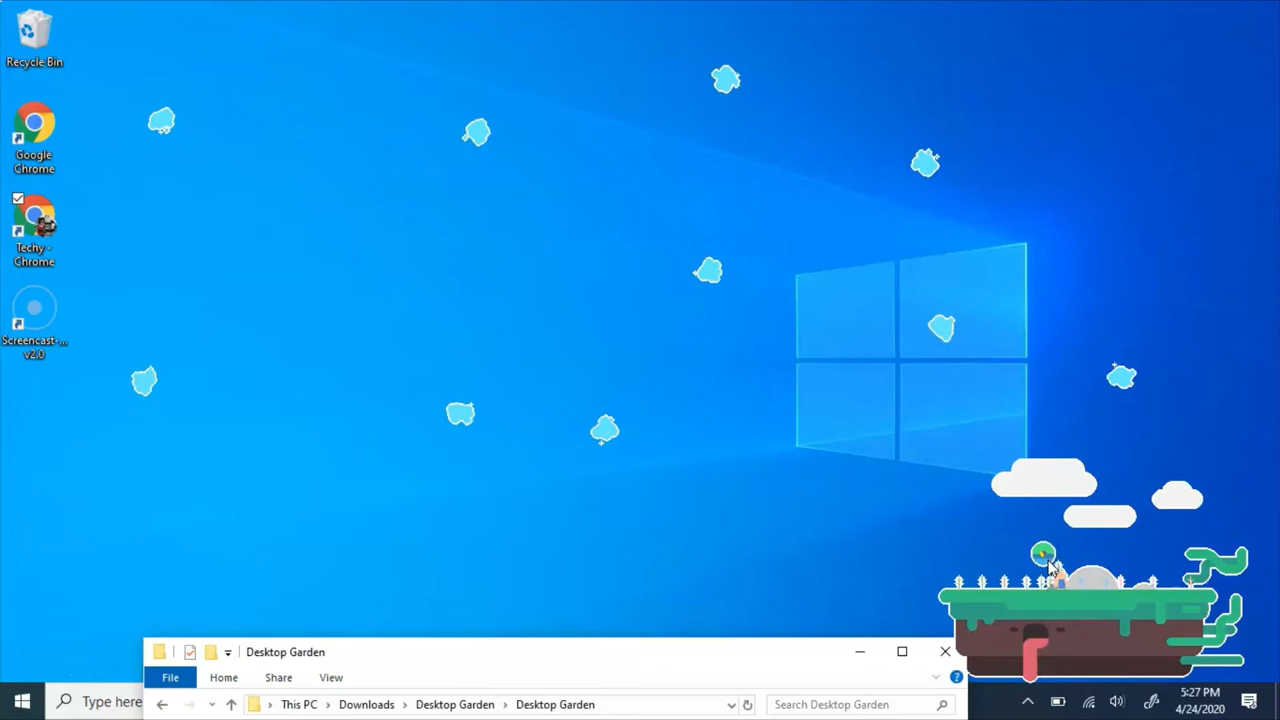 Recycle Bin
Google
Chrome
Techy -
Chrome
Screencast-...
v2.0
Desktop Garden
File Home Share View
This PC Downloads Desktop Garden Desktop Garden
Search Desktop Garden
Type here
5:27 PM
4/24/2020